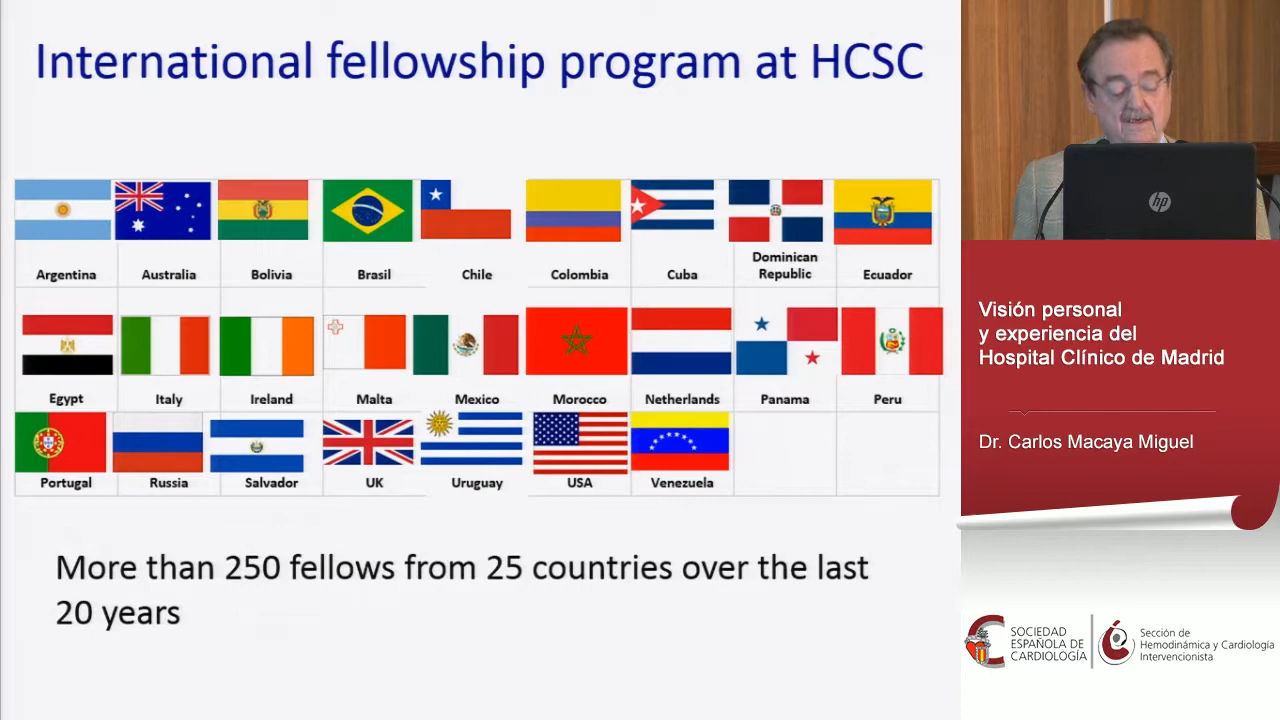 International fellowship program at HCSC
Argentina
Australia
Bolivia
Brasil
Chile
Colombia
Cuba
Dominican
Republic
Ecuador
Egypt
Italy
Ireland
Malta
Mexico
Morocco
Netherlands
Panama
Peru
Portugal
Russia
Salvador
UK
Uruguay
USA
Venezuela
More than 250 fellows from 25 countries over the last
20 years
hp
Visión personal
y experiencia del
Hospital Clínico de Madrid
Dr. Carlos Macaya Miguel
SOCIEDAD
ESPAÑOLA DE
CARDIOLOGÍA
Sección de
Hemodinámica y Cardiología
Intervencionista